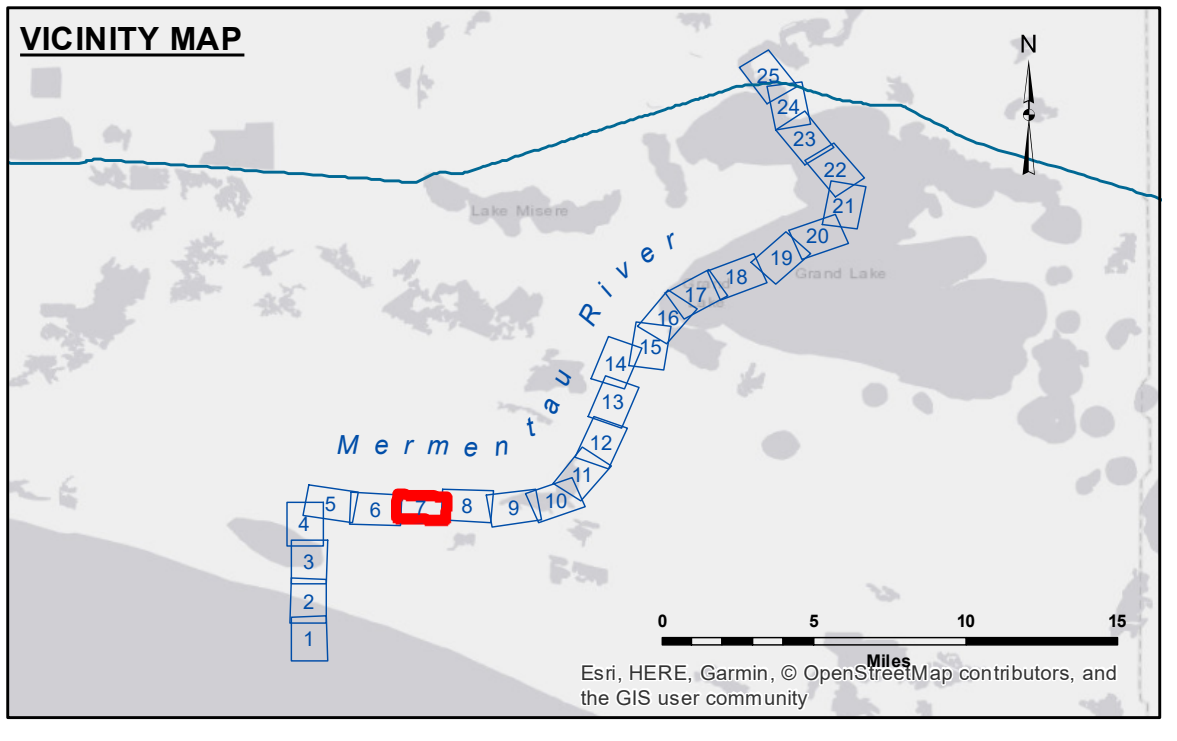 VICINITY MAP
N
25
24
23
22
21
20
19
18
17
16
15
14
13
12
11
10
9
8
7
6
5
4
3
2
1
Lake Misere
Grand Lake
Mermentau River
0 5 10 15
Miles
Esri, HERE, Garmin, © OpenStreetMap contributors, and
the GIS user community